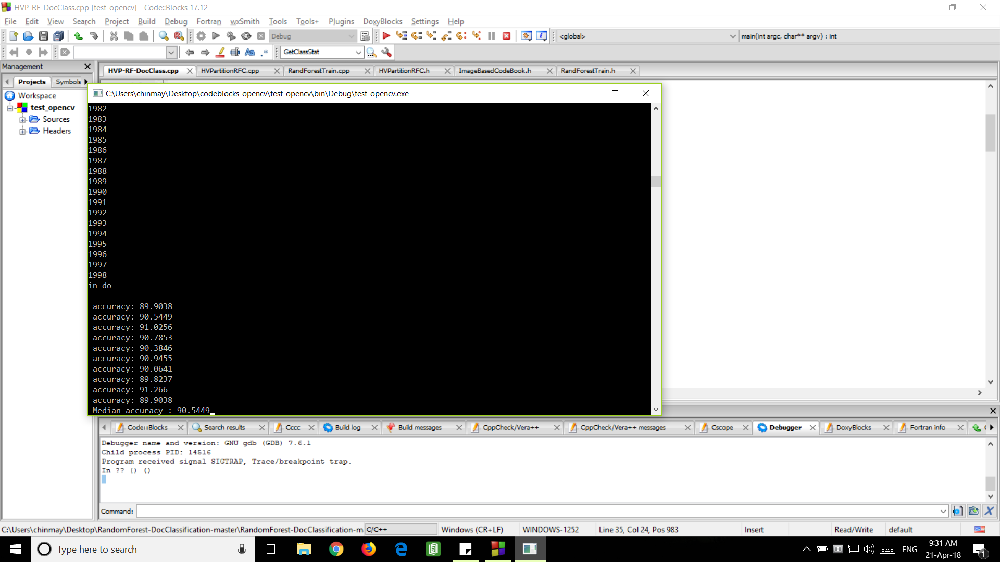 HVP-RF-DocClass.cpp [test_opencv] - Code::Blocks 17.12
File Edit View Search Project Build Debug Fortran wxSmith Tools Tools+ Plugins DoxyBlocks Settings Help
Debug
<global>
main(int argc, char** argv) : int
GetClassStat
Management
HVP-RF-DocClass.cpp HVPartitionRFC.cpp RandForestTrain.cpp HVPartitionRFC.h ImageBasedCodeBook.h RandForestTrain.h
Projects Symbols
Workspace
test_opencv
Sources
Headers
C:\Users\chinmay\Desktop\codeblocks_opencv\test_opencv\bin\Debug\test_opencv.exe
1982
1983
1984
1985
1986
1987
1988
1989
1990
1991
1992
1993
1994
1995
1996
1997
1998
in do
accuracy: 89.9038
accuracy: 90.5449
accuracy: 91.0256
accuracy: 90.7853
accuracy: 90.3846
accuracy: 90.9455
accuracy: 90.0641
accuracy: 89.8237
accuracy: 91.266
accuracy: 89.9038
Median accuracy : 90.5449
Code::Blocks Search results Cccc Build log Build messages CppCheck/Vera++ CppCheck/Vera++ messages Cscope Debugger DoxyBlocks Fortran info
Debugger name and version: GNU gdb (GDB) 7.6.1
Child process PID: 14516
Program received signal SIGTRAP, Trace/breakpoint trap.
In ?? () ()
Command:
C:\Users\chinmay\Desktop\RandomForest-DocClassification-master\RandomForest-DocClassification-m C/C++ Windows (CR+LF) WINDOWS-1252 Line 35, Col 24, Pos 983 Insert Read/Write default
Type here to search
ENG
9:31 AM
21-Apr-18
1